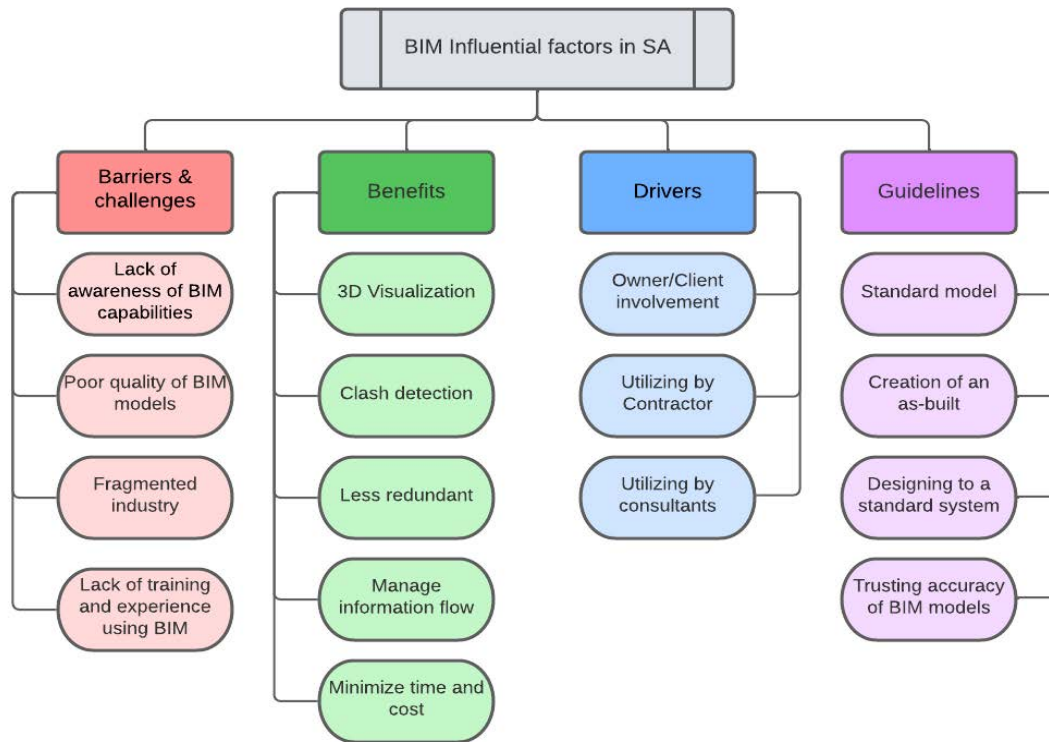 BIM Influential factors in SA
Barriers &
challenges
Lack of
awareness of BIM
capabilities
Poor quality of BIM
models
Fragmented
industry
Lack of training
and experience
using BIM
Benefits
3D Visualization
Clash detection
Less redundant
Manage
information flow
Minimize time and
cost
Drivers
Owner/Client
involvement
Utilizing by
Contractor
Utilizing by
consultants
Guidelines
Standard model
Creation of an
as-built
Designing to a
standard system
Trusting accuracy
of BIM models